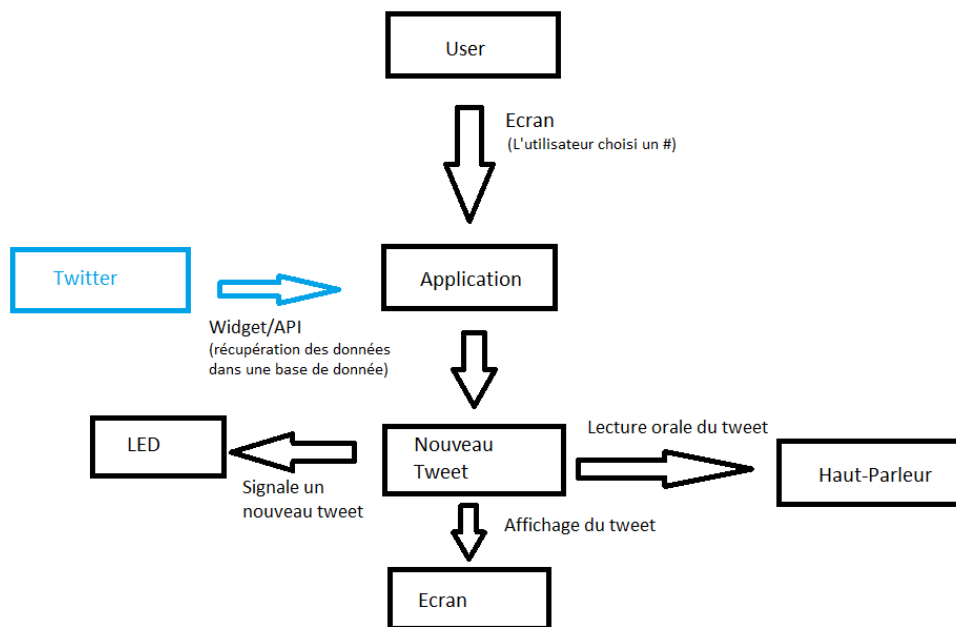 User
Ecran
(L'utilisateur choisi un #)
Twitter
Application
Widget/API
(récupération des données
dans une base de donnée)
LED
Nouveau
Tweet
Lecture orale du tweet
Haut-Parleur
Signale un
nouveau tweet
Affichage du tweet
Ecran